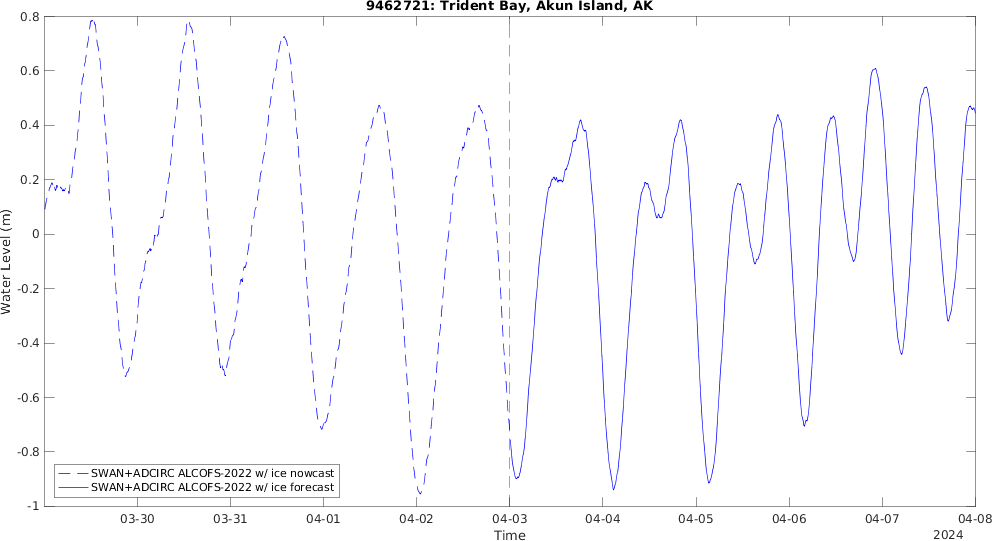 9462721: Trident Bay, Akun Island, AK
Water Level (m)
0.8
0.6
0.4
0.2
0
-0.2
-0.4
-0.6
-0.8
-1
SWAN+ADCIRC ALCOFS-2022 w/ ice nowcast
SWAN+ADCIRC ALCOFS-2022 w/ ice forecast
03-30 03-31 04-01 04-02 04-03 04-04 04-05 04-06 04-07 04-08
Time
2024